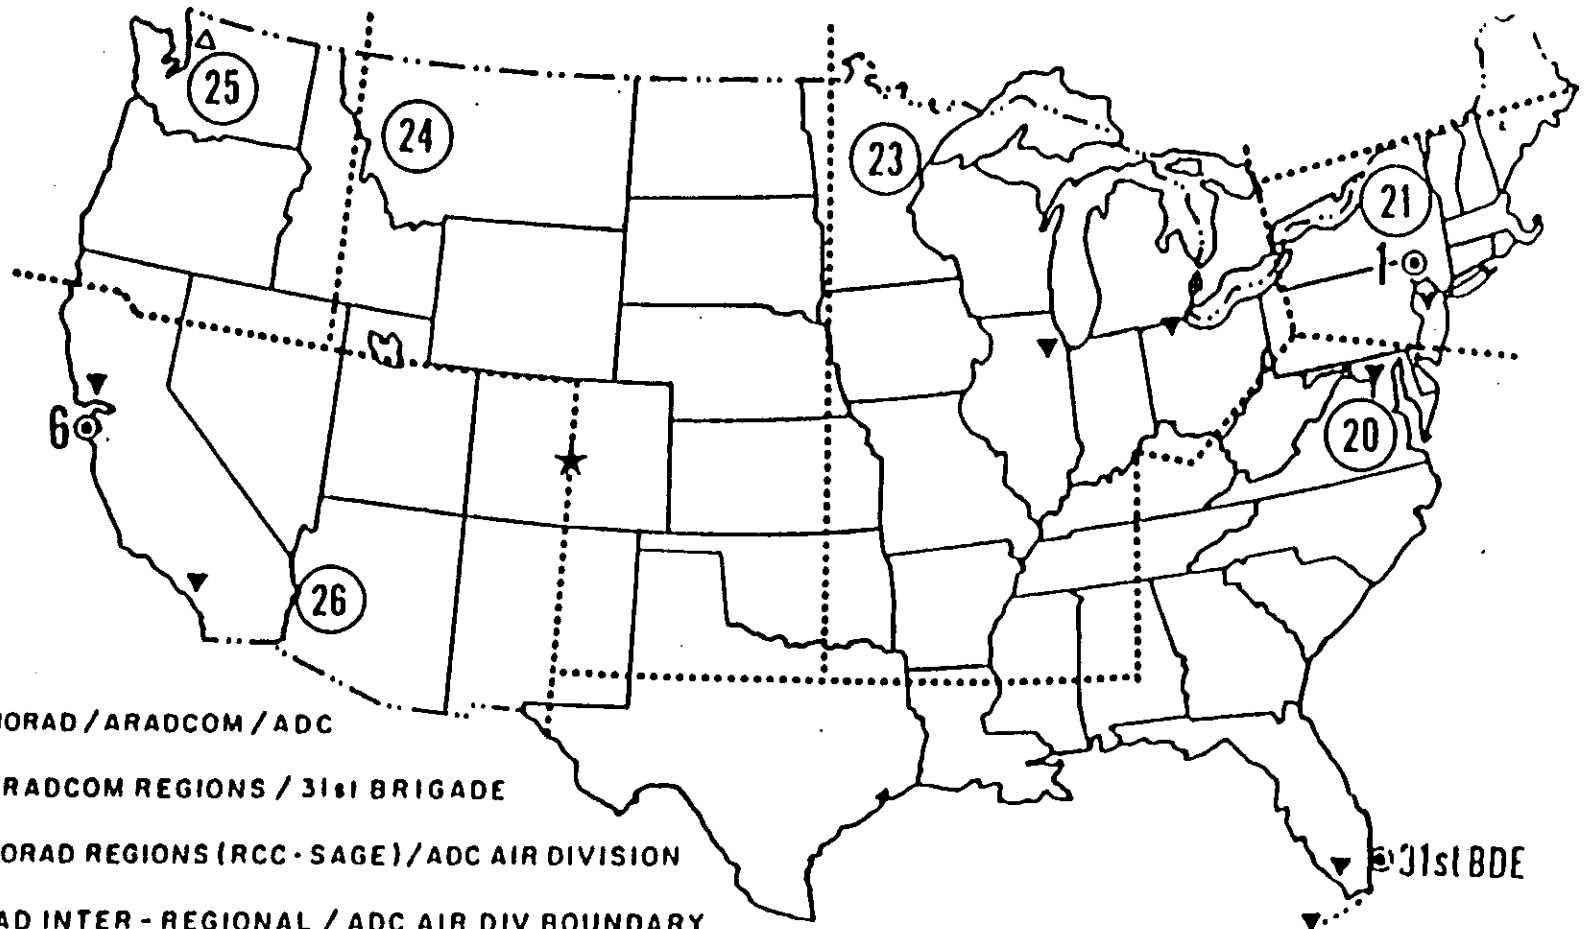 25
24
23
21
1
6
20
26
NORAD / ARADCOM / ADC
RADCOM REGIONS / 31st BRIGADE
ORAD REGIONS (RCC - SAGE) / ADC AIR DIVISION
31st BDE
AD INTER - REGIONAL / ADC AIR DIV BOUNDARY